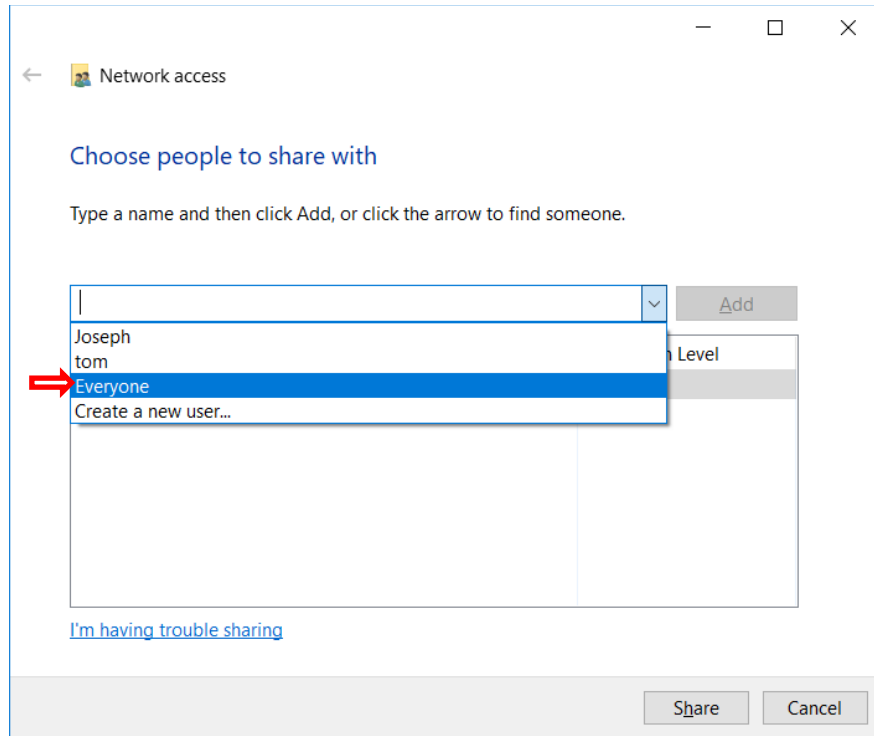 Network access
Choose people to share with
Type a name and then click Add, or click the arrow to find someone.
Add
Joseph
tom
Level
Everyone
Create a new user...
I'm having trouble sharing
Share Cancel